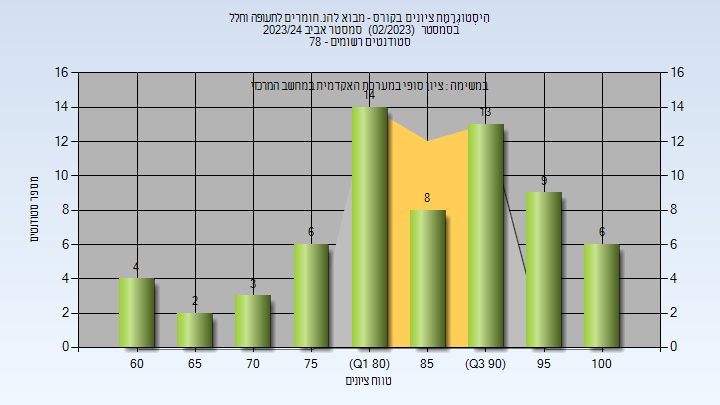 היסטוגרמת ציונים בקורס - מבוא להנ.חומרים לתעופה וחלל
בסמסטר (02/2023) סמסטר אביב 2023/24
סטודנטים רשומים - 78
במשימה : ציון סופי במערכת האקדמית במחשב המרכזי
מספר סטודנטים
16 16
14 14
12 12
10 10
8 8
6 6
4 4
2 2
0 0
4 2 3 6 14 8 13 9 6
60 65 70 75 (Q1 80) 85 (Q3 90) 95 100
טווח ציונים